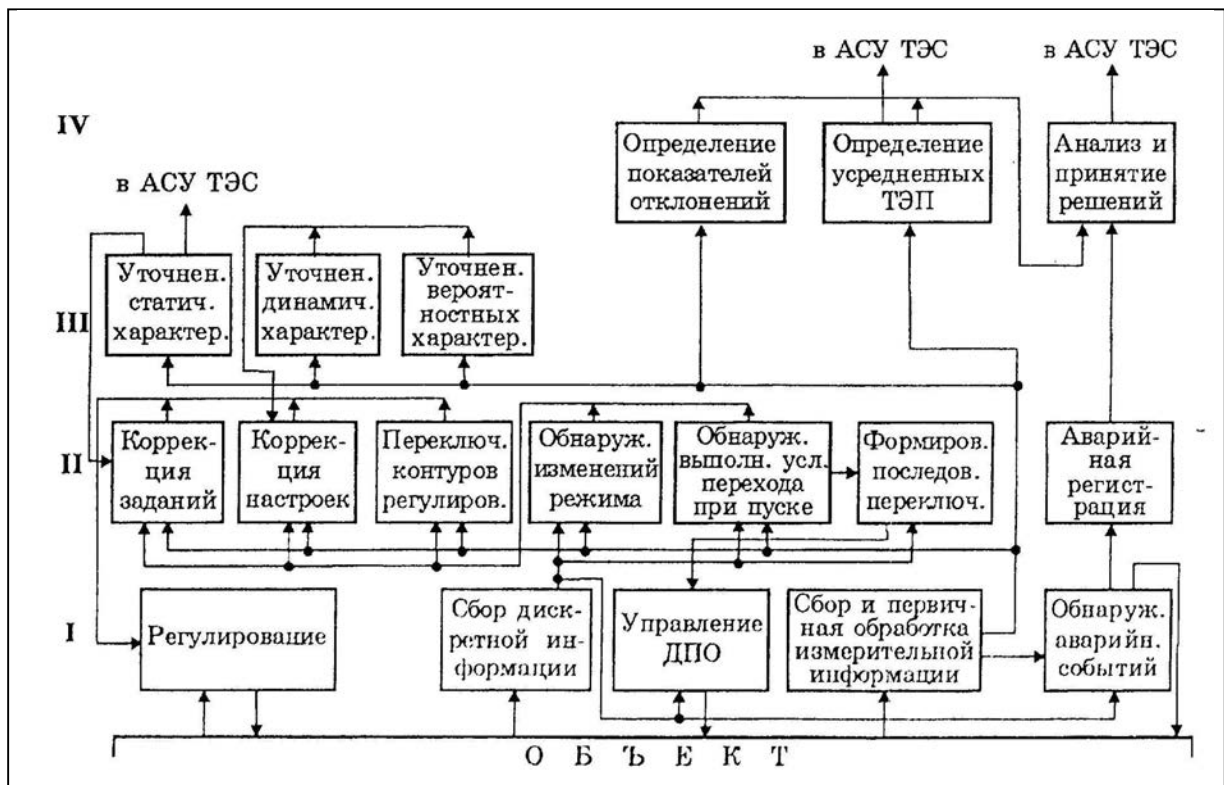 в АСУ ТЭС
в АСУ ТЭС
IV
Определение
показателей
отклонений
Определение
усредненных
ТЭП
Анализ и
принятие
решений
в АСУ ТЭС
III
Уточнен.
статич.
характер.
Уточнен.
динамич.
характер.
Уточнен.
вероят-
ностных
характер.
II
Коррек-
ция
заданий
Коррек-
ция
настроек
Переключ.
контуров
регулиров.
Обнаруж.
изменений
режима
Обнаруж.
выполн. усл.
перехода
при пуске
Формиров.
последов.
переключ.
Аварий-
ная
регист-
рация
I
Регулирование
Сбор диск-
ретной ин-
формации
Управление
ДПО
Сбор и первич-
ная обработка
измерительной
информации
Обнаруж.
аварийн.
событий
О Б Ъ Е К Т